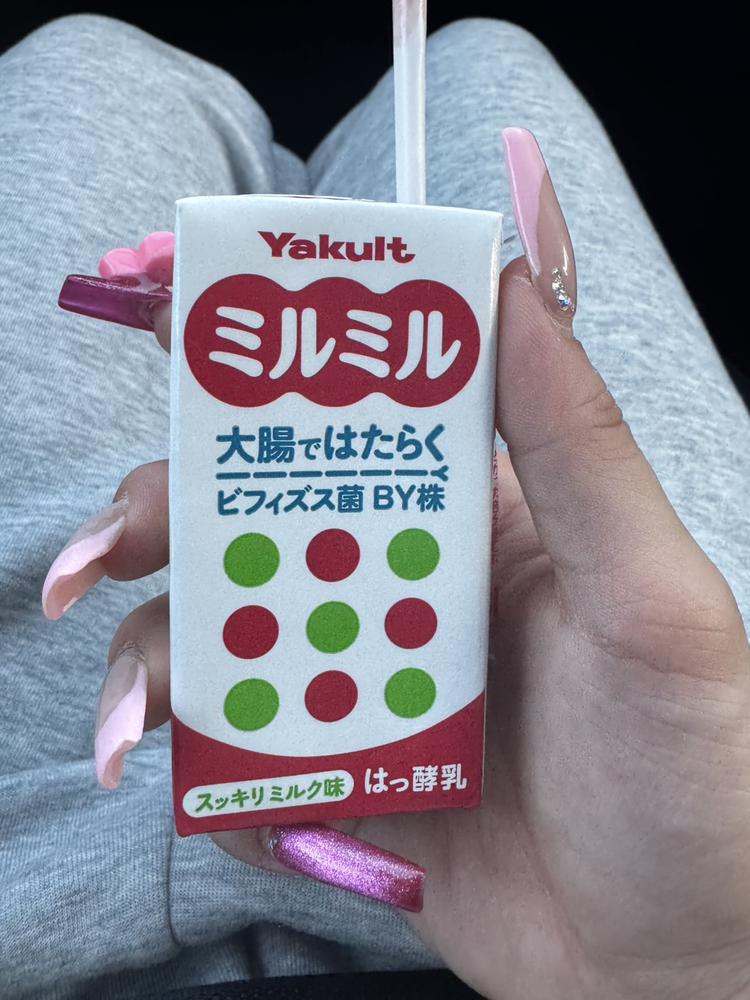 Yakult
ミルミル
大腸ではたらく
ビフィズス菌 BY株
スッキリミルク味 はっ酵乳